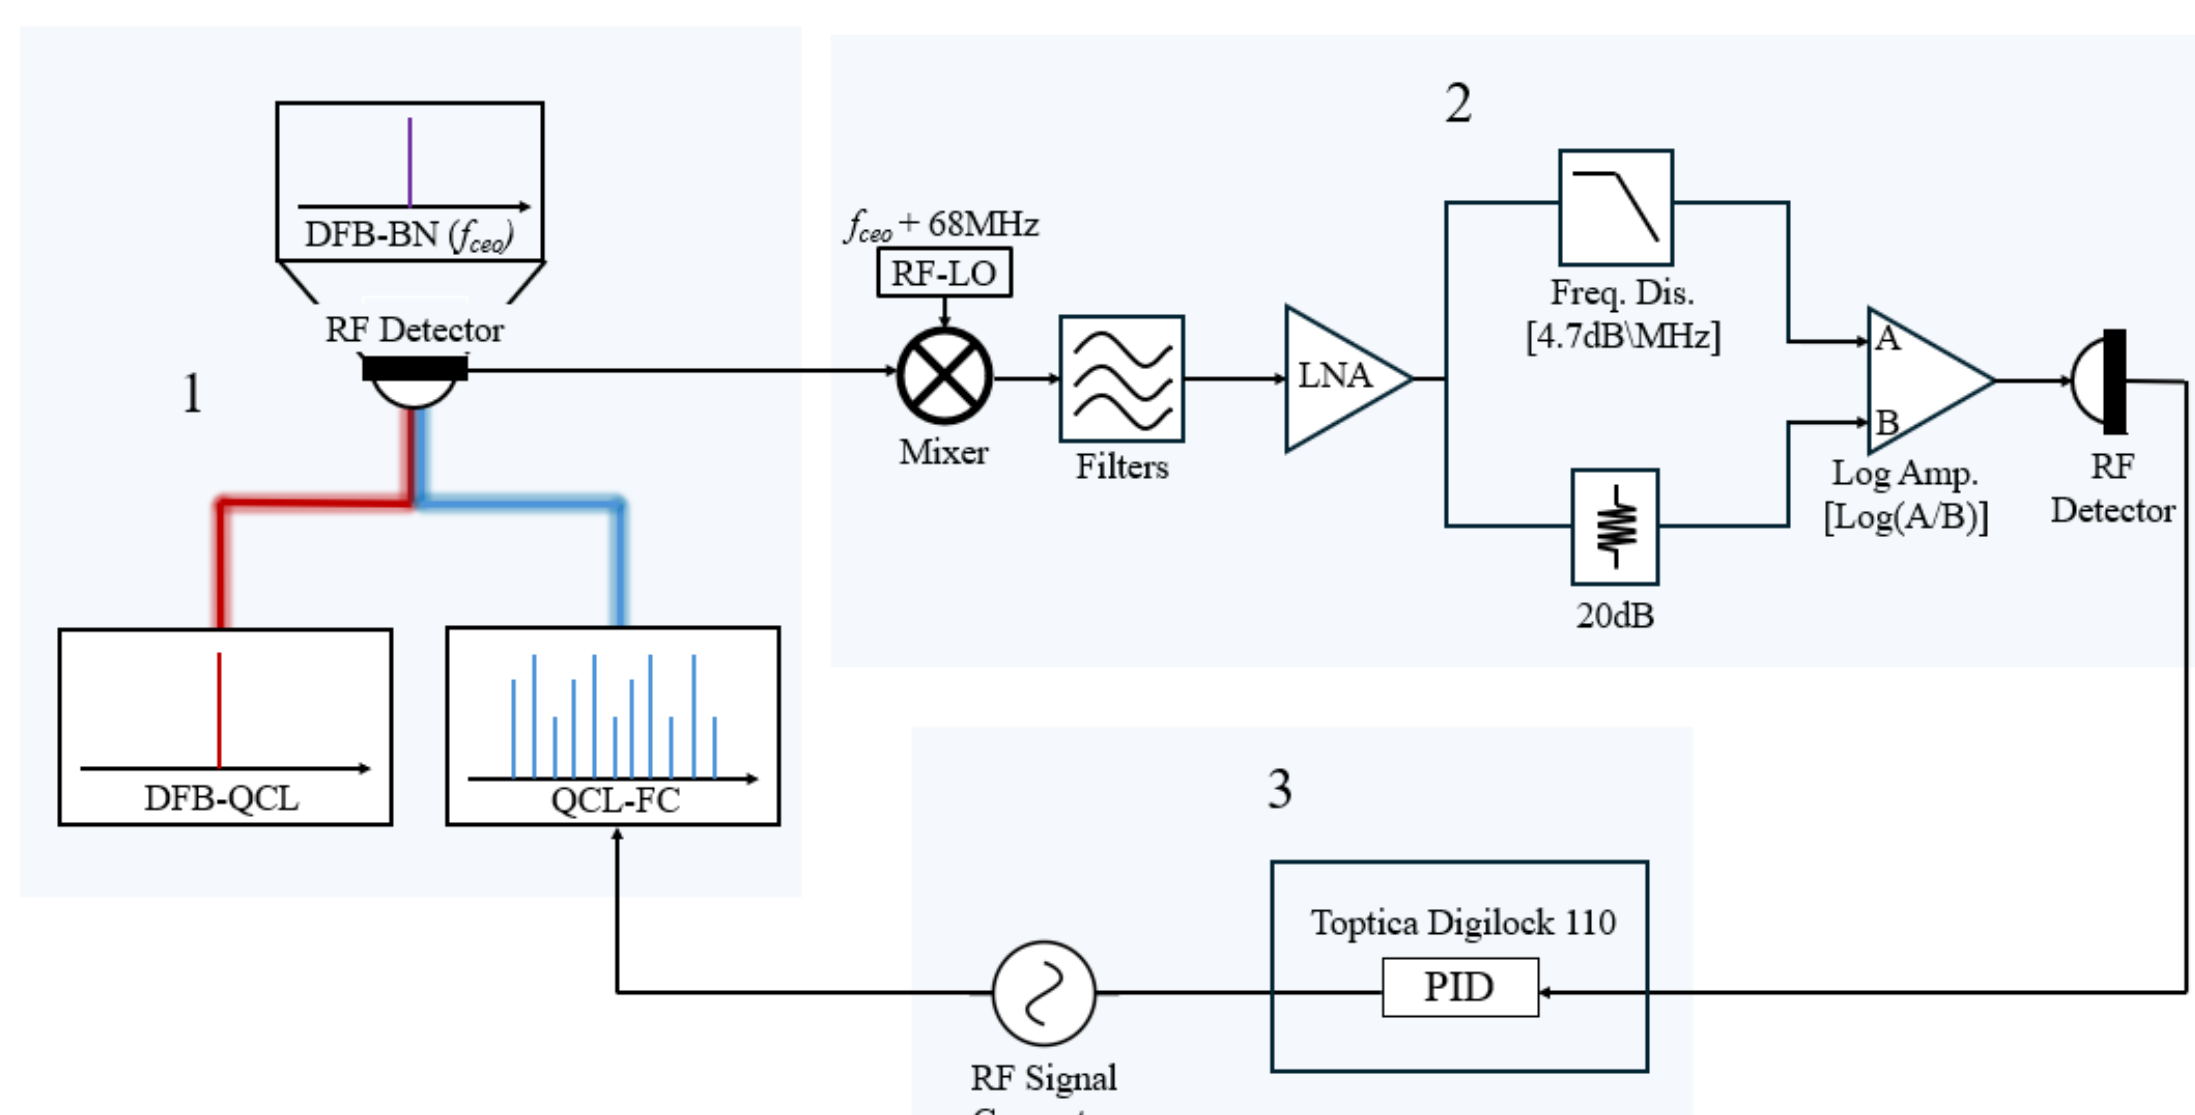 1
DFB-BN (fceo)
RF Detector
DFB-QCL
QCL-FC
2
fceo + 68MHz
RF-LO
Mixer
Filters
LNA
Freq. Dis.
[4.7dB\MHz]
20dB
A
B
Log Amp.
[Log(A/B)]
RF
Detector
3
Toptica Digilock 110
PID
RF Signal